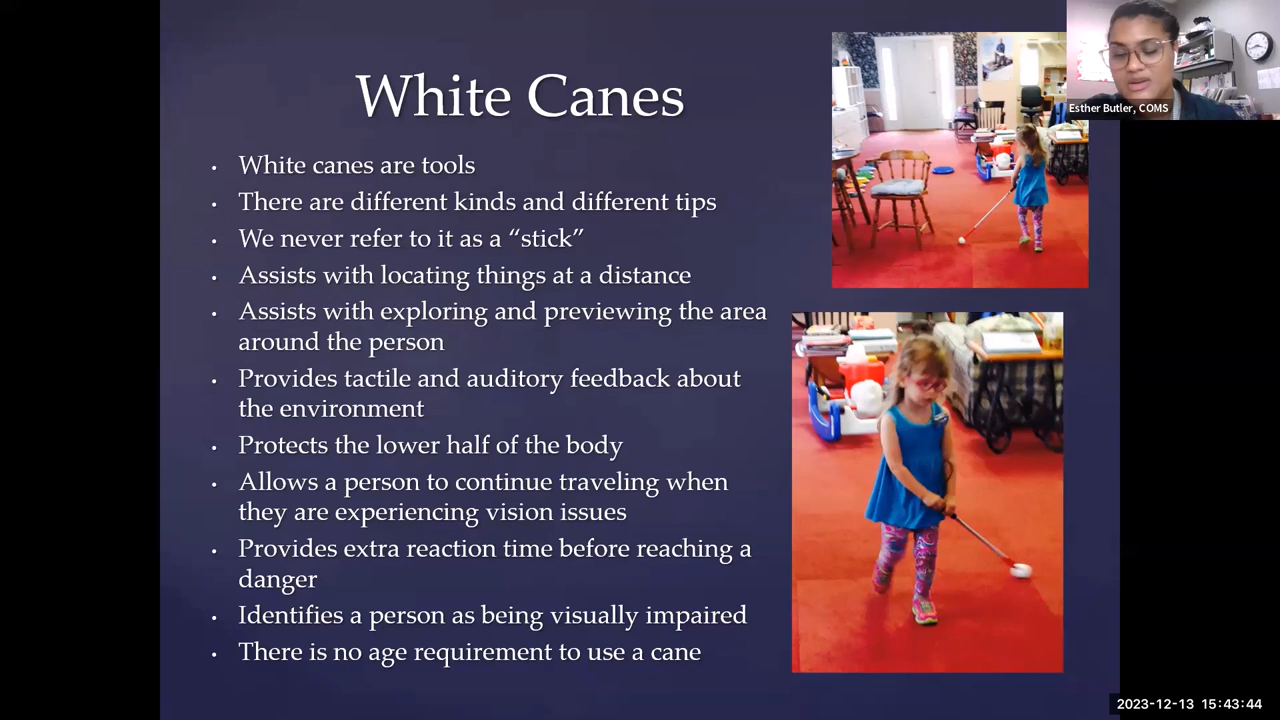 White Canes
White canes are tools
There are different kinds and different tips
We never refer to it as a “stick”
Assists with locating things at a distance
Assists with exploring and previewing the area
around the person
Provides tactile and auditory feedback about
the environment
Protects the lower half of the body
Allows a person to continue traveling when
they are experiencing vision issues
Provides extra reaction time before reaching a
danger
Identifies a person as being visually impaired
There is no age requirement to use a cane
Esther Butler, COMS
2023-12-13 15:43:44